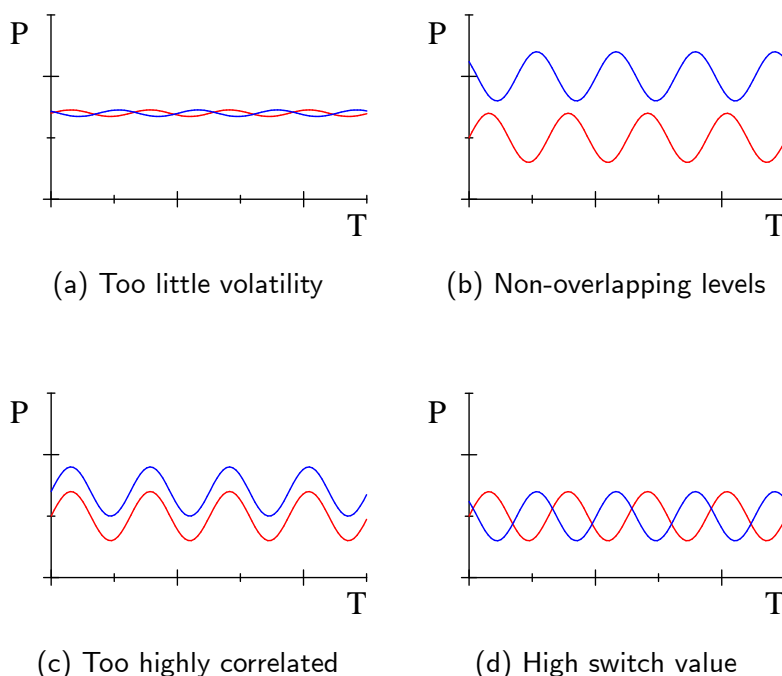 P
P
T
T
(a) Too little volatility
(b) Non-overlapping levels
P
P
T
T
(c) Too highly correlated
(d) High switch value